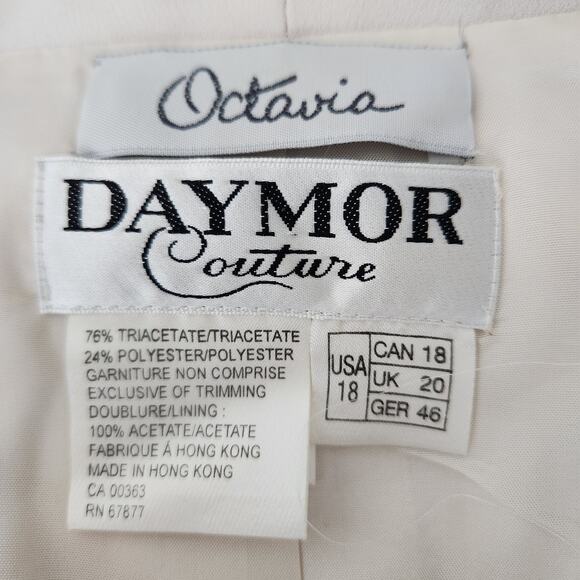 Octavia
DAYMOR
Couture
76% TRIACETATE/TRIACETATE
24% POLYESTER/POLYESTER
GARNITURE NON COMPRISE
EXCLUSIVE OF TRIMMING
DOUBLURE/LINING :
100% ACETATE/ACETATE
FABRIQUE Á HONG KONG
MADE IN HONG KONG
CA 00363
RN 67877
USA 18
CAN 18
UK 20
GER 46